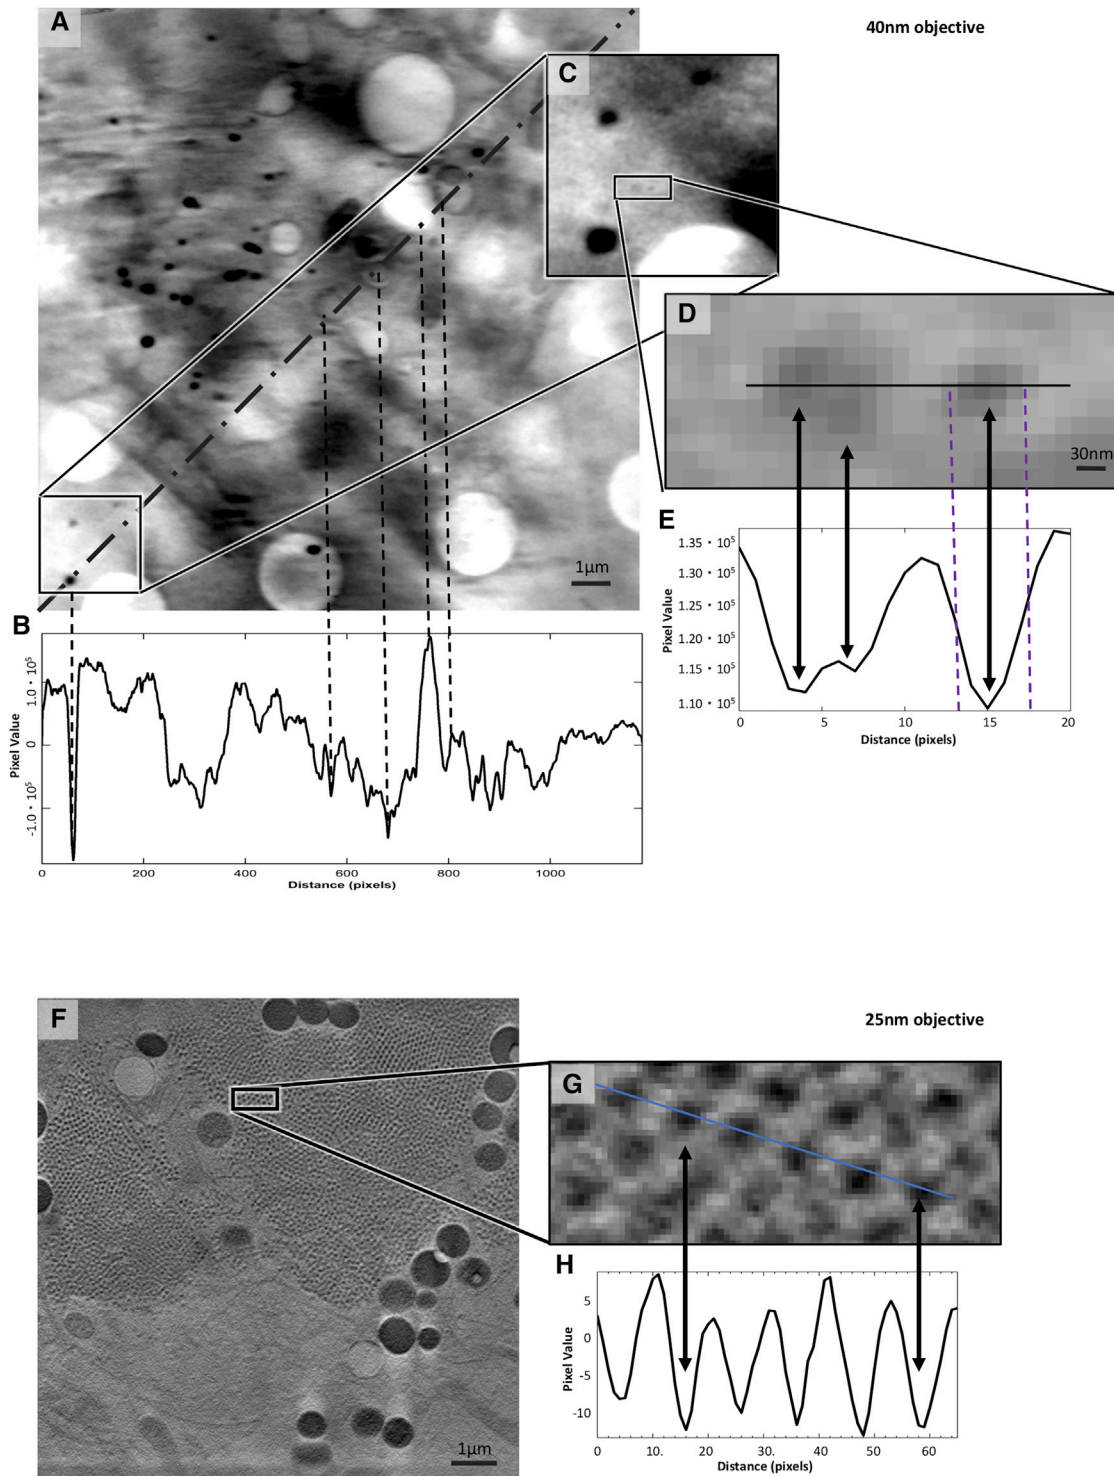 A
40nm objective
C
D
30nm
1μm
E
1.35 • 10⁵
1.30 • 10⁵
1.25 • 10⁵
1.20 • 10⁵
1.15 • 10⁵
1.10 • 10⁵
Pixel Value
0 5 10 15 20
Distance (pixels)
B
1.0 • 10⁵
0
-1.0 • 10⁵
Pixel Value
0 200 400 600 800 1000
Distance (pixels)
F
25nm objective
G
1μm
H
5
0
-5
-10
Pixel Value
0 10. 20 30. 40 50 60
Distance (pixels)